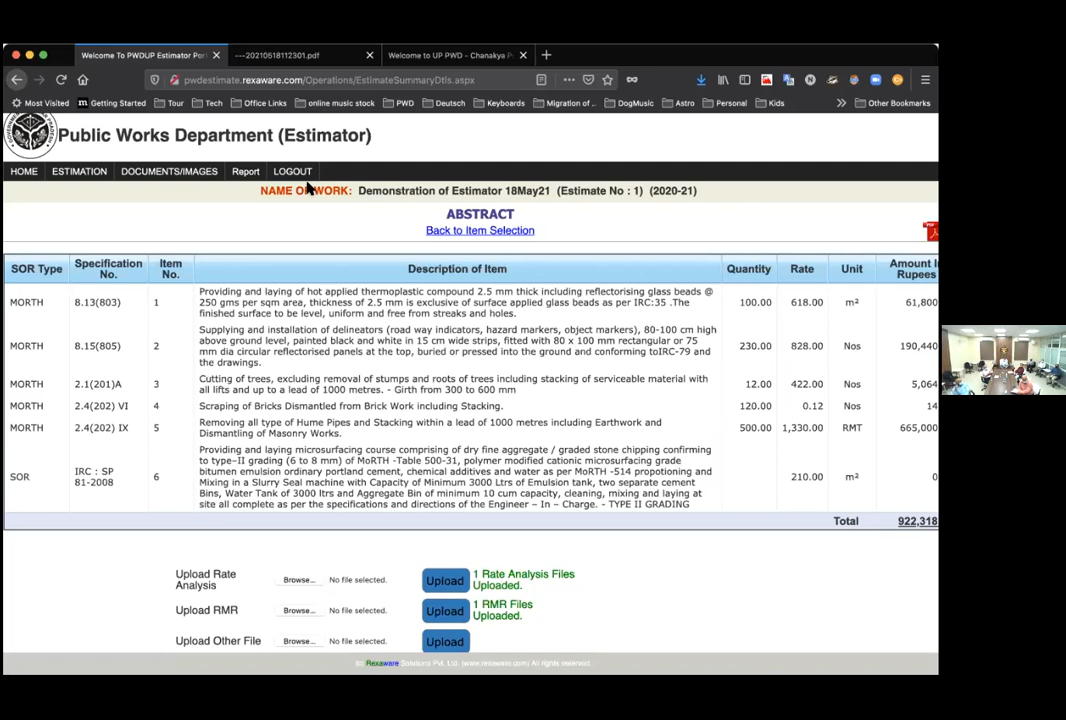 Welcome To PWDUP Estimator Por
---20210518112301.pdf
Welcome to UP PWD - Chanakya P
pwdestimate.rexaware.com/Operations/EstimateSummaryDtls.aspx
Most Visited
Getting Started
Tour
Tech
Office Links
online music stock
PWD
Deutsch
Keyboards
Migration of...
DogMusic
Astro
Personal
Kids
Other Bookmarks
Public Works Department (Estimator)
HOME ESTIMATION DOCUMENTS/IMAGES Report LOGOUT
NAME OF WORK: Demonstration of Estimator 18May21 (Estimate No : 1) (2020-21)
ABSTRACT
Back to Item Selection
SOR Type
Specification No.
Item No.
Description of Item
Quantity
Rate
Unit
Amount In Rupees
MORTH
8.13(803)
1
Providing and laying of hot applied thermoplastic compound 2.5 mm thick including reflectorising glass beads @
250 gms per sqm area, thickness of 2.5 mm is exclusive of surface applied glass beads as per IRC:35 .The
finished surface to be level, uniform and free from streaks and holes.
100.00
618.00
m²
61,800
MORTH
8.15(805)
2
Supplying and installation of delineators (road way indicators, hazard markers, object markers), 80-100 cm high
above ground level, painted black and white in 15 cm wide strips, fitted with 80 x 100 mm rectangular or 75
mm dia circular reflectorised panels at the top, buried or pressed into the ground and conforming toIRC-79 and
the drawings.
230.00
828.00
Nos
190,440
MORTH
2.1(201)A
3
Cutting of trees, excluding removal of stumps and roots of trees including stacking of serviceable material with
all lifts and up to a lead of 1000 metres. - Girth from 300 to 600 mm
12.00
422.00
Nos
5,064
MORTH
2.4(202) VI
4
Scraping of Bricks Dismantled from Brick Work including Stacking.
120.00
0.12
Nos
14
MORTH
2.4(202) IX
5
Removing all type of Hume Pipes and Stacking within a lead of 1000 metres including Earthwork and
Dismantling of Masonry Works.
500.00
1,330.00
RMT
665,000
SOR
IRC : SP
81-2008
6
Providing and laying microsurfacing course comprising of dry fine aggregate / graded stone chipping confirming
to type–II grading (6 to 8 mm) of MoRTH -Table 500-31, polymer modified cationic microsurfacing grade
bitumen emulsion ordinary portland cement, chemical additives and water as per MoRTH -514 propotioning and
Mixing in a Slurry Seal machine with Capacity of Minimum 3000 Ltrs of Emulsion tank, two separate cement
Bins, Water Tank of 3000 ltrs and Aggregate Bin of minimum 10 cum capacity, cleaning, mixing and laying at
site all complete as per the specifications and directions of the Engineer – In – Charge. - TYPE II GRADING
210.00
m²
0
Total 922,318
Upload Rate
Analysis
Browse... No file selected.
Upload
1 Rate Analysis Files
Uploaded.
Upload RMR
Browse... No file selected.
Upload
1 RMR Files
Uploaded.
Upload Other File
Browse... No file selected.
Upload
(c) Rexaware Solutions Pvt. Ltd. (www.rexaware.com) All rights reserved.